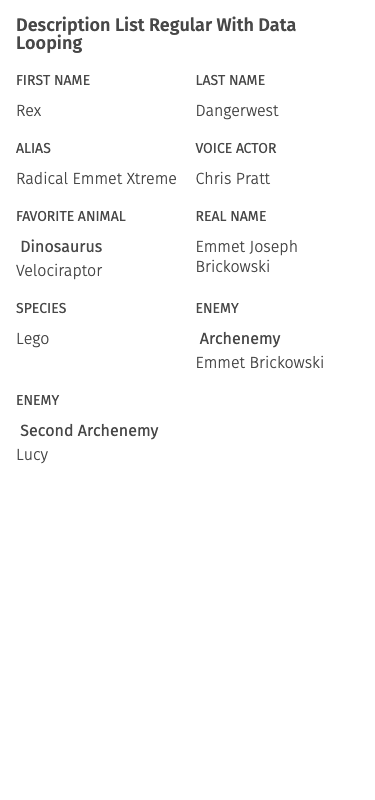 Description List Regular With Data
Looping
FIRST NAME
Rex
LAST NAME
Dangerwest
ALIAS
Radical Emmet Xtreme
VOICE ACTOR
Chris Pratt
FAVORITE ANIMAL
Dinosaurus
Velociraptor
REAL NAME
Emmet Joseph
Brickowski
SPECIES
Lego
ENEMY
Archenemy
Emmet Brickowski
ENEMY
Second Archenemy
Lucy